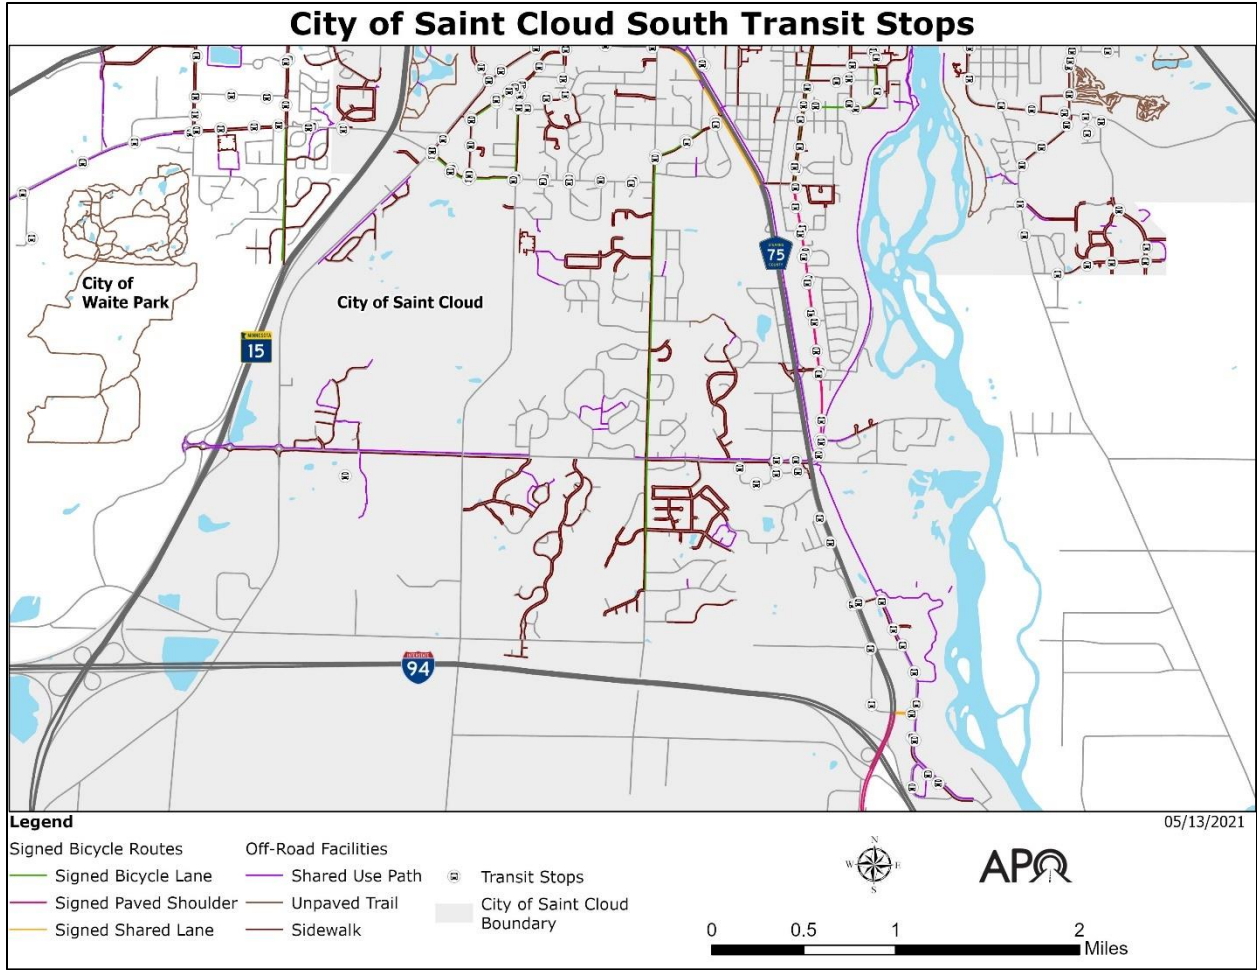 City of Saint Cloud South Transit Stops
City of
Waite Park
City of Saint Cloud
75
COUNTY
MINNESOTA
15
INTERSTATE
94
Legend
05/13/2021
Signed Bicycle Routes
Signed Bicycle Lane
Signed Paved Shoulder
Signed Shared Lane
Off-Road Facilities
Shared Use Path
Unpaved Trail
Sidewalk
Transit Stops
City of Saint Cloud
Boundary
N
W E
S
APO
0 0.5 1 2
Miles